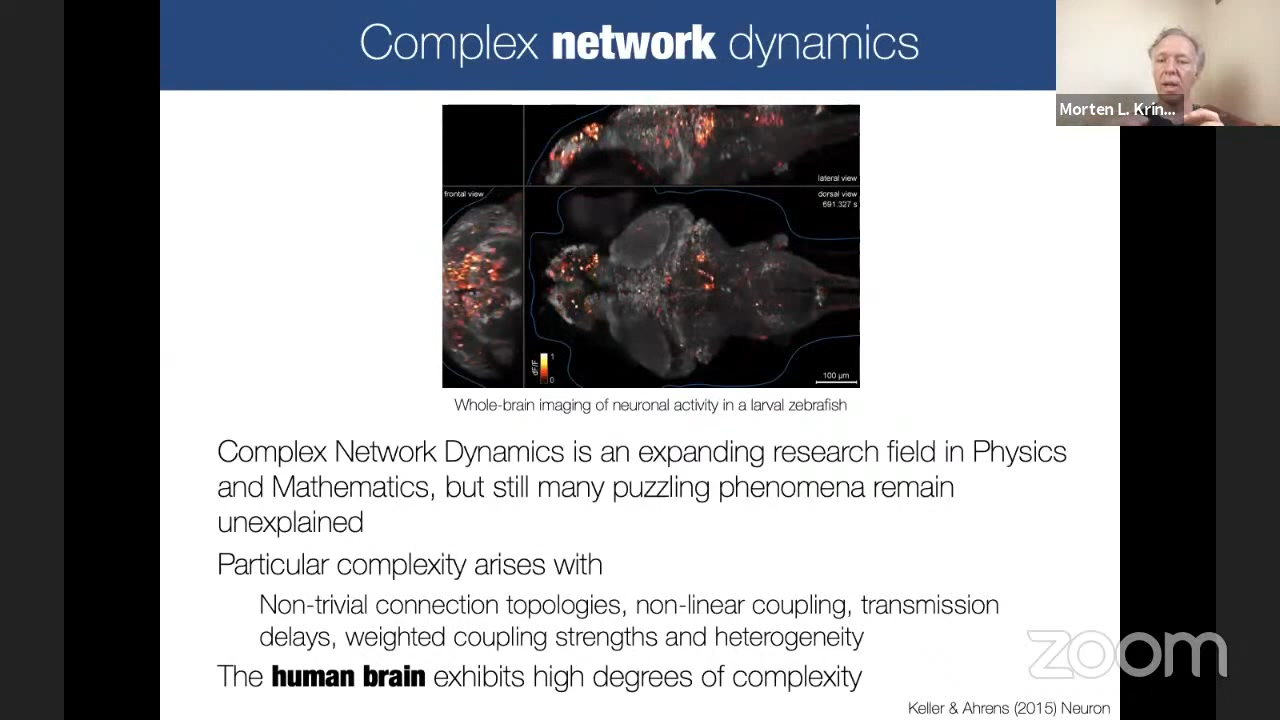 Complex network dynamics
Morten L. Krin...
lateral view
frontal view
dorsal view
691.327 s
dF/F
1
0
100 µm
Whole-brain imaging of neuronal activity in a larval zebrafish
Complex Network Dynamics is an expanding research field in Physics
and Mathematics, but still many puzzling phenomena remain
unexplained
Particular complexity arises with
Non-trivial connection topologies, non-linear coupling, transmission
delays, weighted coupling strengths and heterogeneity
The human brain exhibits high degrees of complexity
zoom
Keller & Ahrens (2015) Neuron